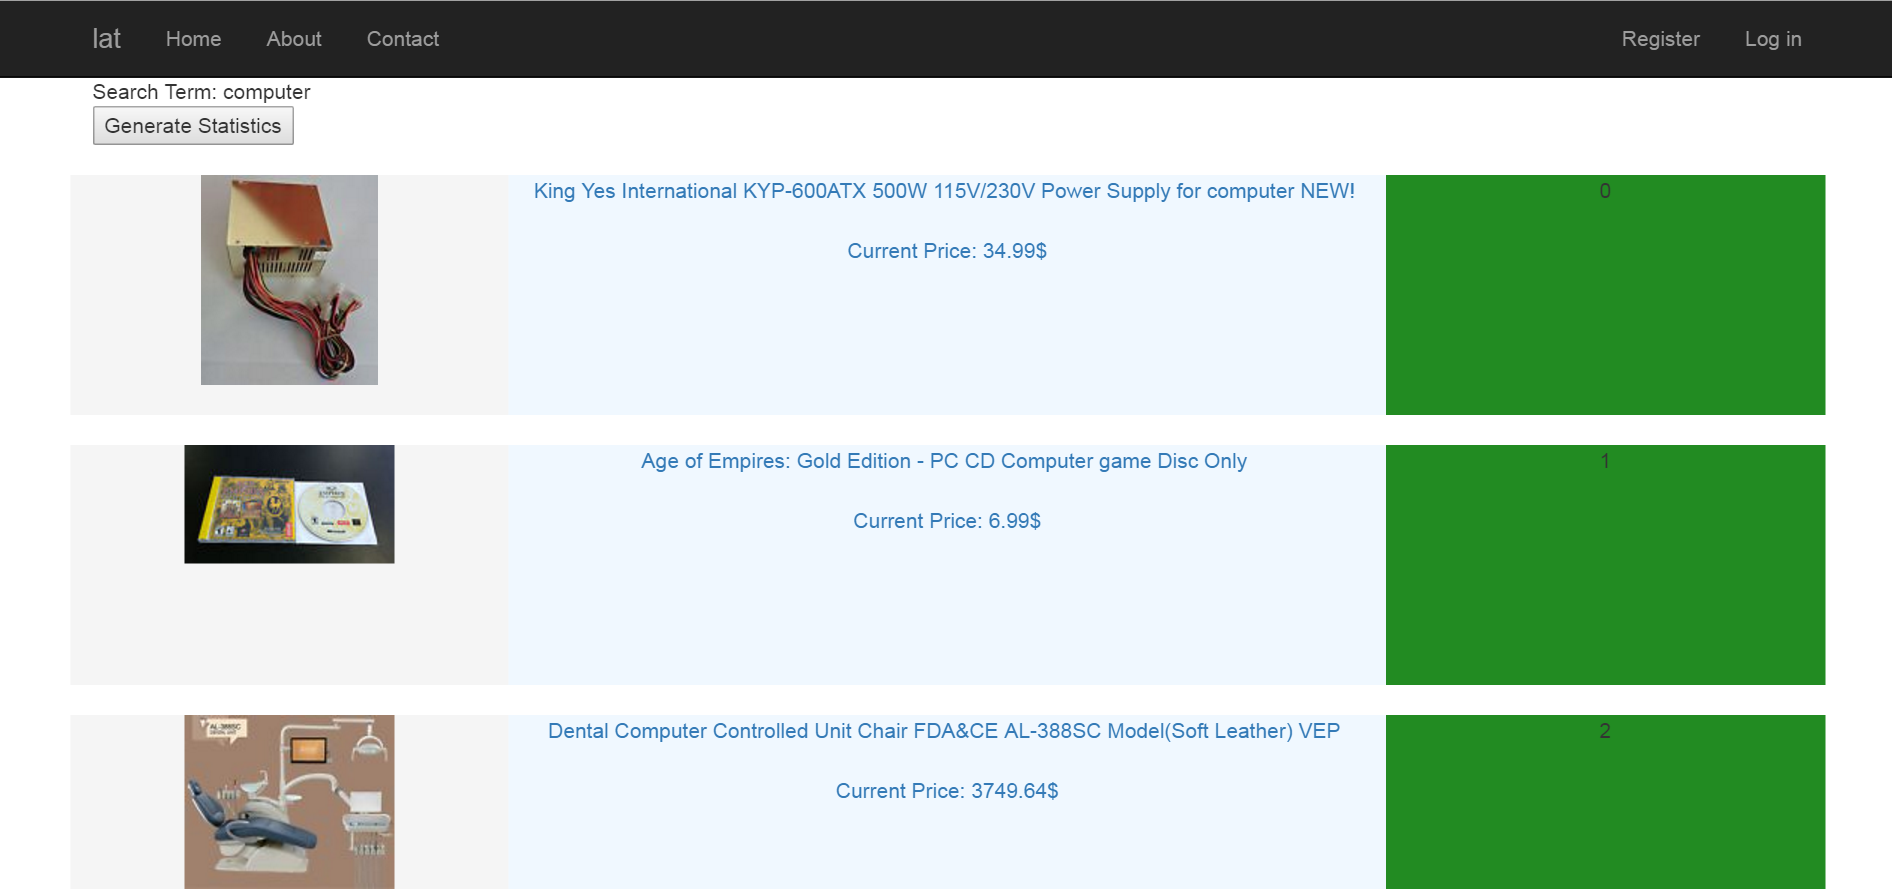 lat Home About Contact Register Log in
Search Term: computer
Generate Statistics
King Yes International KYP-600ATX 500W 115V/230V Power Supply for computer NEW!
0
Current Price: 34.99$
Age of Empires: Gold Edition - PC CD Computer game Disc Only
1
Current Price: 6.99$
AL-388SC
Dental Computer Controlled Unit Chair FDA&CE AL-388SC Model(Soft Leather) VEP
2
Current Price: 3749.64$